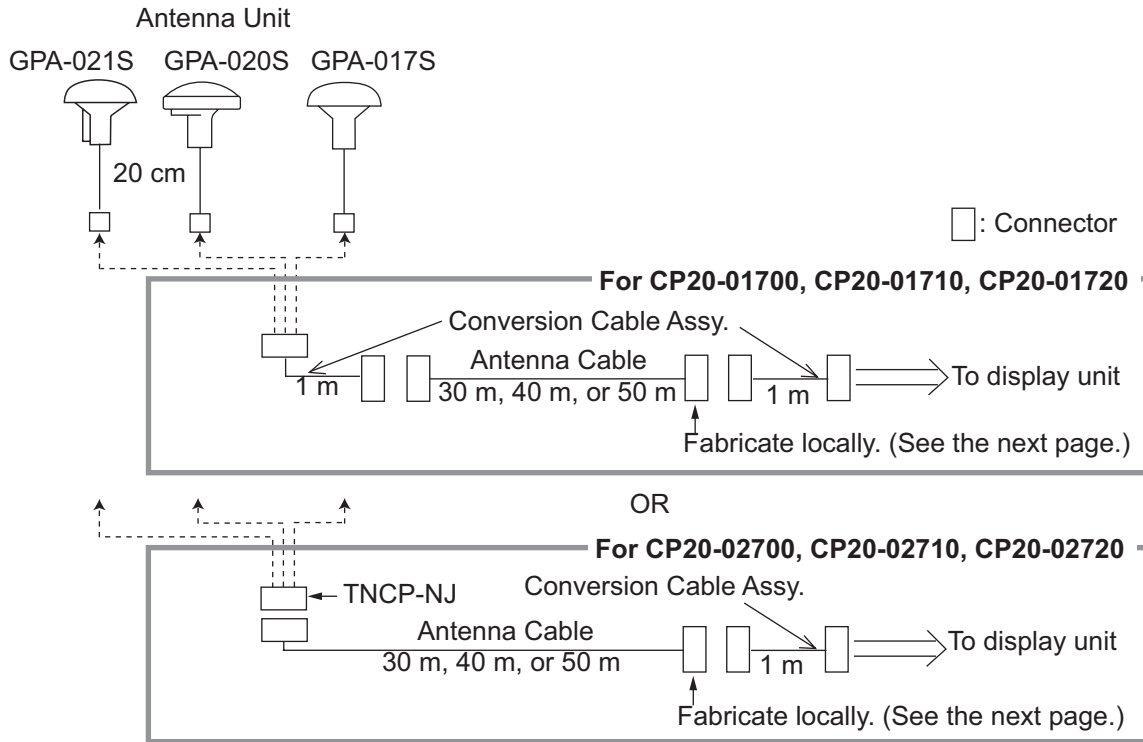 Antenna Unit
GPA-021S GPA-020S GPA-017S
20 cm
: Connector
For CP20-01700, CP20-01710, CP20-01720
Conversion Cable Assy.
Antenna Cable
1 m
30 m, 40 m, or 50 m
1 m
To display unit
Fabricate locally. (See the next page.)
OR
For CP20-02700, CP20-02710, CP20-02720
TNCP-NJ
Conversion Cable Assy.
Antenna Cable
30 m, 40 m, or 50 m
1 m
To display unit
Fabricate locally. (See the next page.)